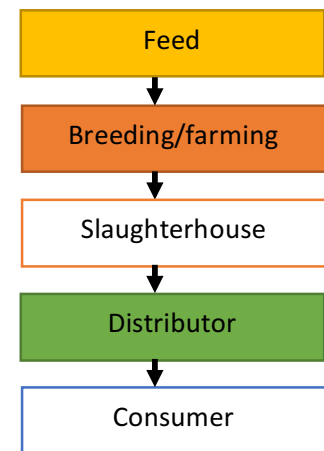 Feed
Breeding/farming
Slaughterhouse
Distributor
Consumer